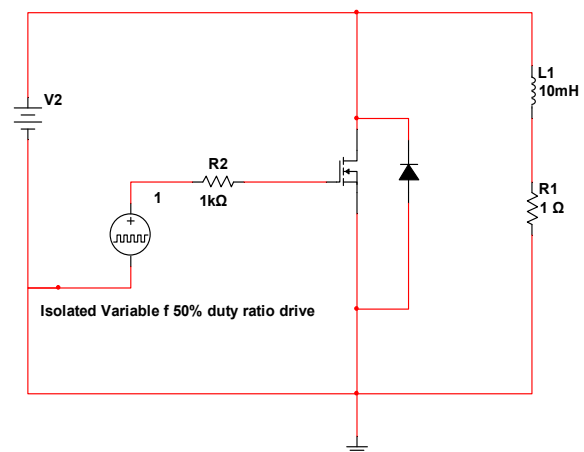 L1
10mH
V2
R2
1kΩ
1
R1
1 Ω
Isolated Variable f 50% duty ratio drive